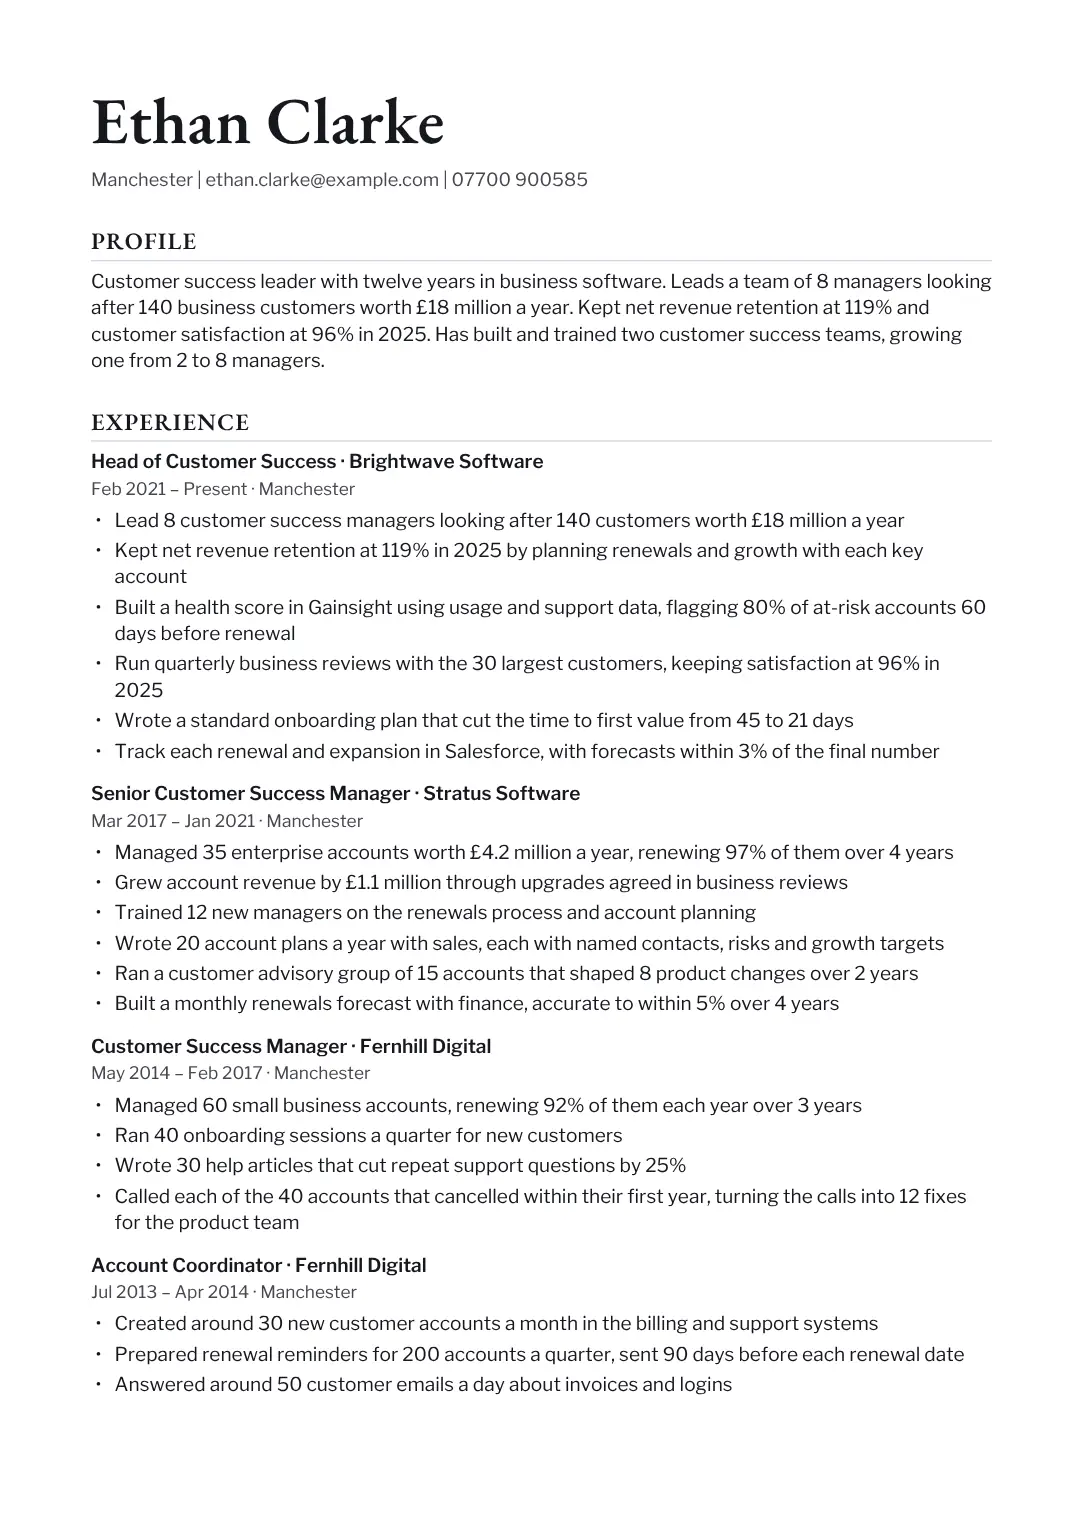 Ethan Clarke
Manchester | ethan.clarke@example.com | 07700 900585
PROFILE
Customer success leader with twelve years in business software. Leads a team of 8 managers looking
after 140 business customers worth £18 million a year. Kept net revenue retention at 119% and
customer satisfaction at 96% in 2025. Has built and trained two customer success teams, growing
one from 2 to 8 managers.
EXPERIENCE
Head of Customer Success · Brightwave Software
Feb 2021 – Present · Manchester
• Lead 8 customer success managers looking after 140 customers worth £18 million a year
• Kept net revenue retention at 119% in 2025 by planning renewals and growth with each key
account
• Built a health score in Gainsight using usage and support data, flagging 80% of at-risk accounts 60
days before renewal
• Run quarterly business reviews with the 30 largest customers, keeping satisfaction at 96% in
2025
• Wrote a standard onboarding plan that cut the time to first value from 45 to 21 days
• Track each renewal and expansion in Salesforce, with forecasts within 3% of the final number
Senior Customer Success Manager · Stratus Software
Mar 2017 – Jan 2021 · Manchester
• Managed 35 enterprise accounts worth £4.2 million a year, renewing 97% of them over 4 years
• Grew account revenue by £1.1 million through upgrades agreed in business reviews
• Trained 12 new managers on the renewals process and account planning
• Wrote 20 account plans a year with sales, each with named contacts, risks and growth targets
• Ran a customer advisory group of 15 accounts that shaped 8 product changes over 2 years
• Built a monthly renewals forecast with finance, accurate to within 5% over 4 years
Customer Success Manager · Fernhill Digital
May 2014 – Feb 2017 · Manchester
• Managed 60 small business accounts, renewing 92% of them each year over 3 years
• Ran 40 onboarding sessions a quarter for new customers
• Wrote 30 help articles that cut repeat support questions by 25%
• Called each of the 40 accounts that cancelled within their first year, turning the calls into 12 fixes
for the product team
Account Coordinator · Fernhill Digital
Jul 2013 – Apr 2014 · Manchester
• Created around 30 new customer accounts a month in the billing and support systems
• Prepared renewal reminders for 200 accounts a quarter, sent 90 days before each renewal date
• Answered around 50 customer emails a day about invoices and logins